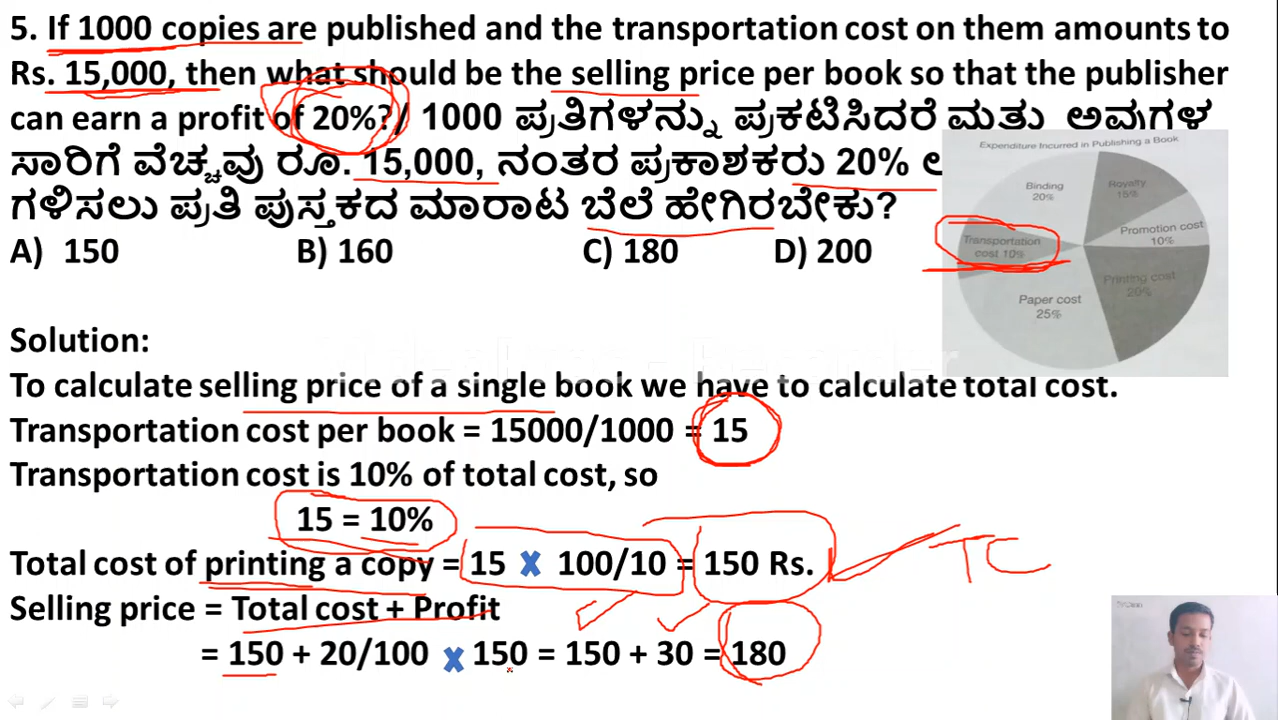 5. If 1000 copies are published and the transportation cost on them amounts to
Rs. 15,000, then what should be the selling price per book so that the publisher
can earn a profit of 20%?/ 1000 ಪ್ರತಿಗಳನ್ನು ಪ್ರಕಟಿಸಿದರೆ ಮತ್ತು ಅವುಗಳ
ಸಾರಿಗೆ ವೆಚ್ಚವು ರೂ. 15,000, ನಂತರ ಪ್ರಕಾಶಕರು 20%
ಗಳಿಸಲು ಪ್ರತಿ ಪುಸ್ತಕದ ಮಾರಾಟ ಬೆಲೆ ಹೇಗಿರಬೇಕು?
A) 150 B) 160 C) 180 D) 200
Expenditure Incurred in Publishing a Book
Binding
20%
Royalty
15%
Promotion cost
10%
Transportation
cost 10%
Printing cost
20%
Paper cost
25%
Solution:
To calculate selling price of a single book we have to calculate total cost.
Transportation cost per book = 15000/1000 = 15
Transportation cost is 10% of total cost, so
15 = 10%
Total cost of printing a copy = 15 × 100/10 = 150 Rs.
TC
Selling price = Total cost + Profit
= 150 + 20/100 × 150 = 150 + 30 = 180